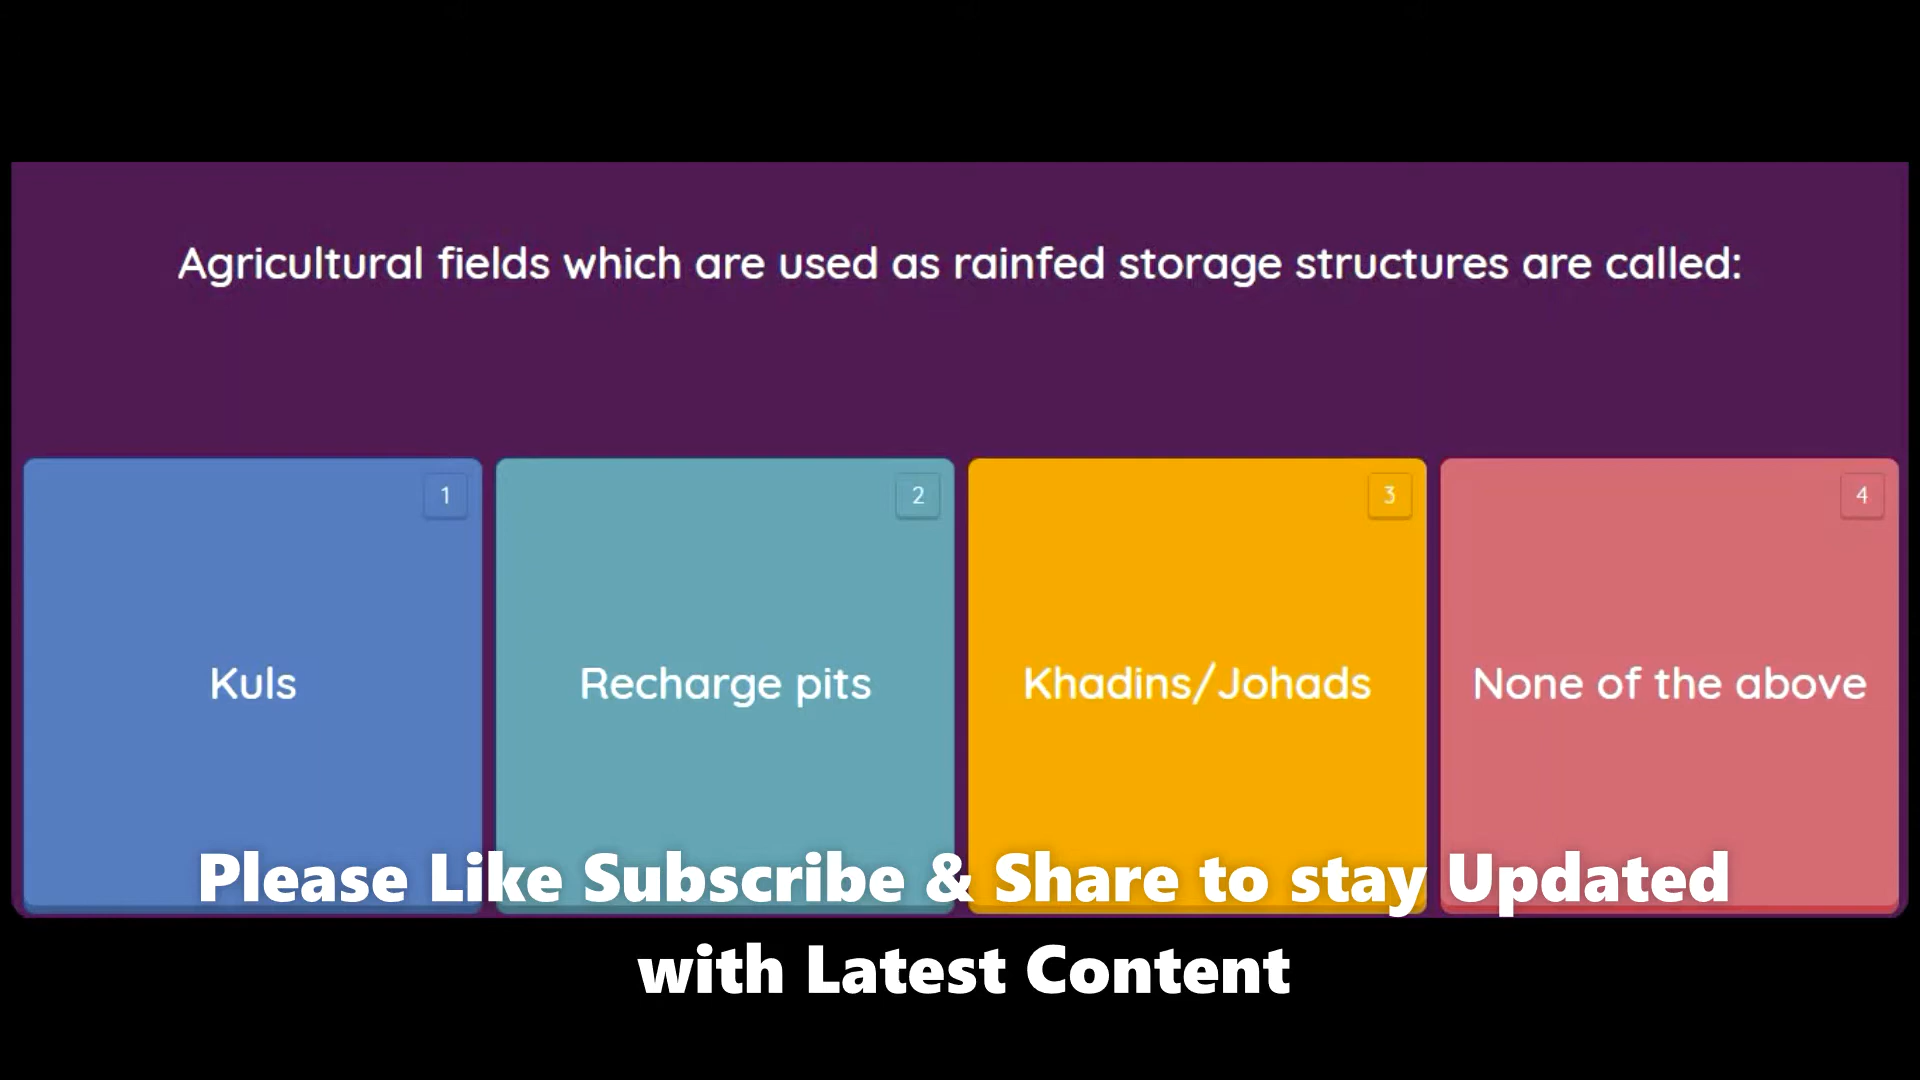 Agricultural fields which are used as rainfed storage structures are called:
1
2
3
4
Kuls
Recharge pits
Khadins/Johads
None of the above
Please Like Subscribe & Share to stay Updated
with Latest Content